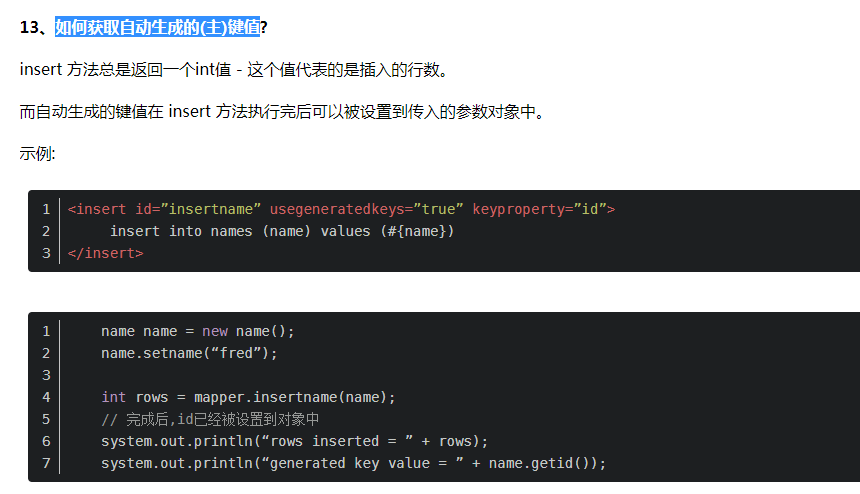 13、如何获取自动生成的(主)键值?
insert 方法总是返回一个int值 - 这个值代表的是插入的行数。
而自动生成的键值在 insert 方法执行完后可以被设置到传入的参数对象中。
示例:
1 <insert id=”insertname” usegeneratedkeys=”true” keyproperty=”id”>
2 insert into names (name) values (#{name})
3 </insert>
1 name name = new name();
2 name.setname(“fred”);
3
4 int rows = mapper.insertname(name);
5 // 完成后,id已经被设置到对象中
6 system.out.println(“rows inserted = ” + rows);
7 system.out.println(“generated key value = ” + name.getid());